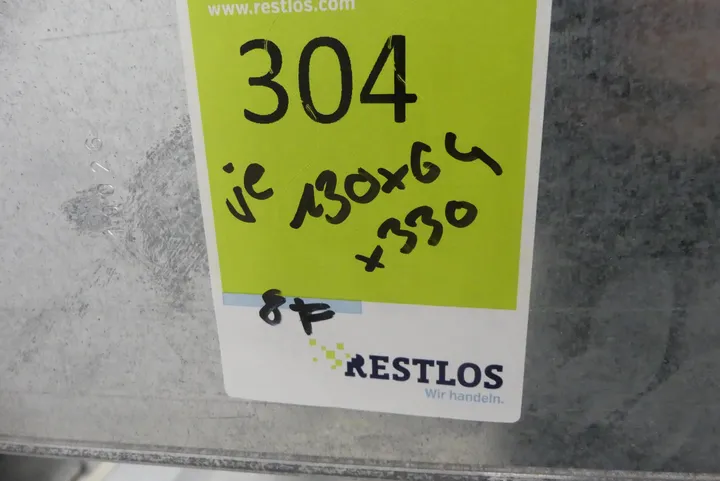 www.restlos.com
304
je 130x64
x330
8F
RESTLOS
Wir handeln.